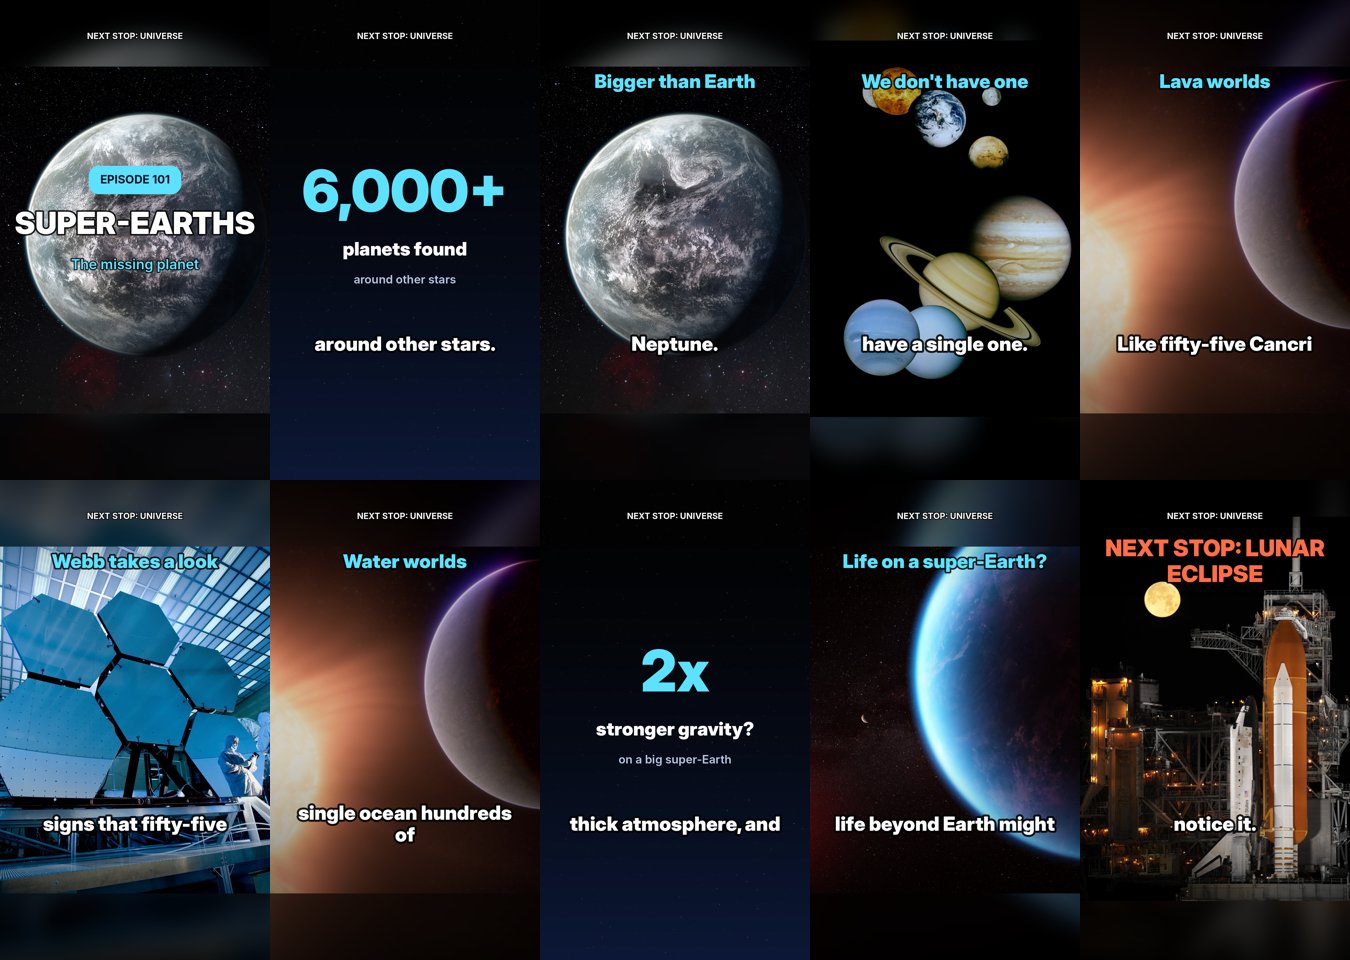 NEXT STOP: UNIVERSE
EPISODE 101
SUPER-EARTHS
The missing planet
NEXT STOP: UNIVERSE
6,000+
planets found
around other stars
around other stars.
NEXT STOP: UNIVERSE
Bigger than Earth
Neptune.
NEXT STOP: UNIVERSE
We don't have one
have a single one.
NEXT STOP: UNIVERSE
Lava worlds
Like fifty-five Cancri
NEXT STOP: UNIVERSE
Webb takes a look
signs that fifty-five
NEXT STOP: UNIVERSE
Water worlds
single ocean hundreds
of
NEXT STOP: UNIVERSE
2x
stronger gravity?
on a big super-Earth
thick atmosphere, and
NEXT STOP: UNIVERSE
Life on a super-Earth?
life beyond Earth might
NEXT STOP: UNIVERSE
NEXT STOP: LUNAR
ECLIPSE
notice it.